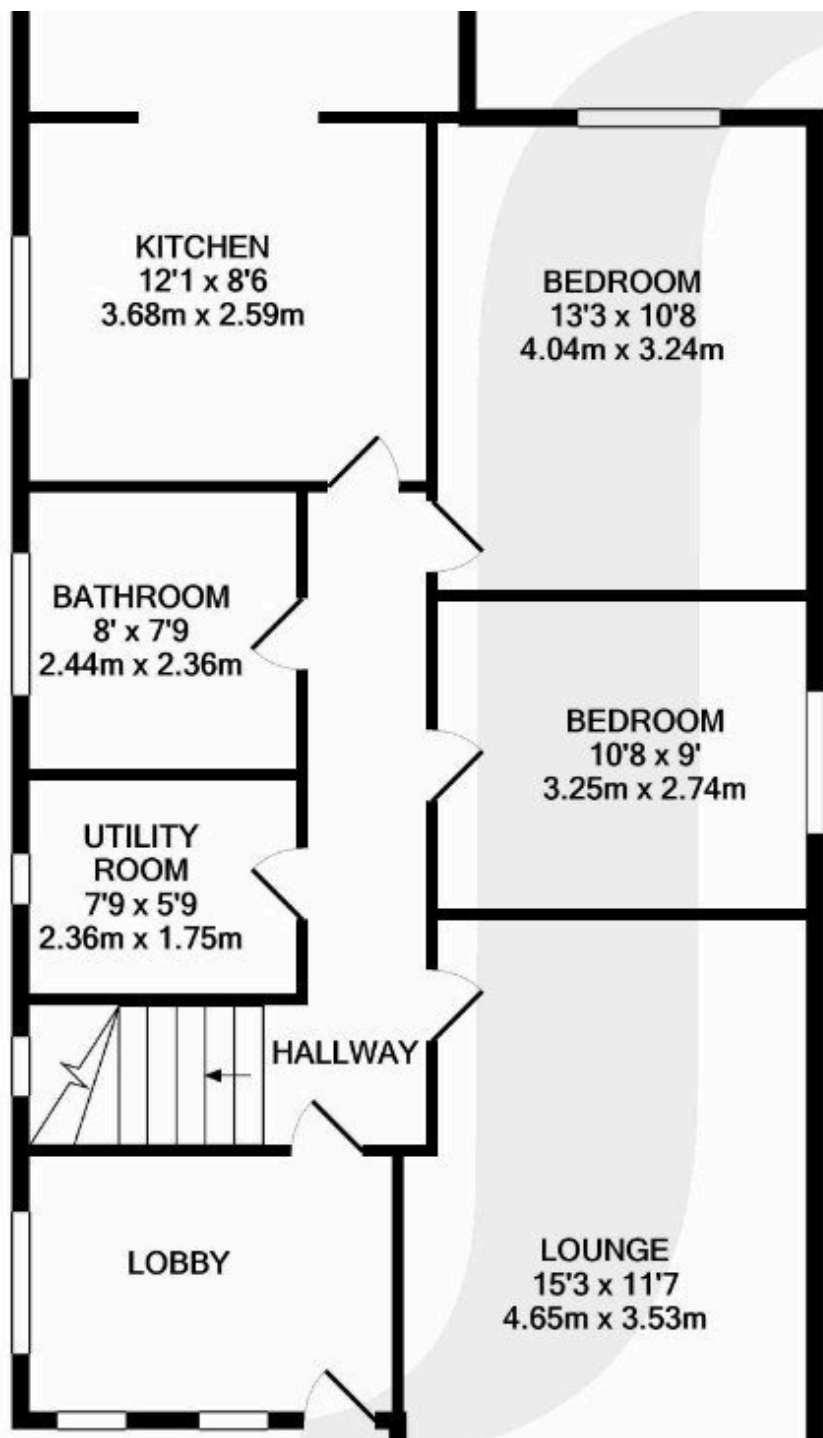 KITCHEN
12'1 x 8'6
3.68m x 2.59m
BEDROOM
13'3 x 10'8
4.04m x 3.24m
BATHROOM
8' x 7'9
2.44m x 2.36m
BEDROOM
10'8 x 9'
3.25m x 2.74m
UTILITY
ROOM
7'9 x 5'9
2.36m x 1.75m
HALLWAY
LOBBY
LOUNGE
15'3 x 11'7
4.65m x 3.53m